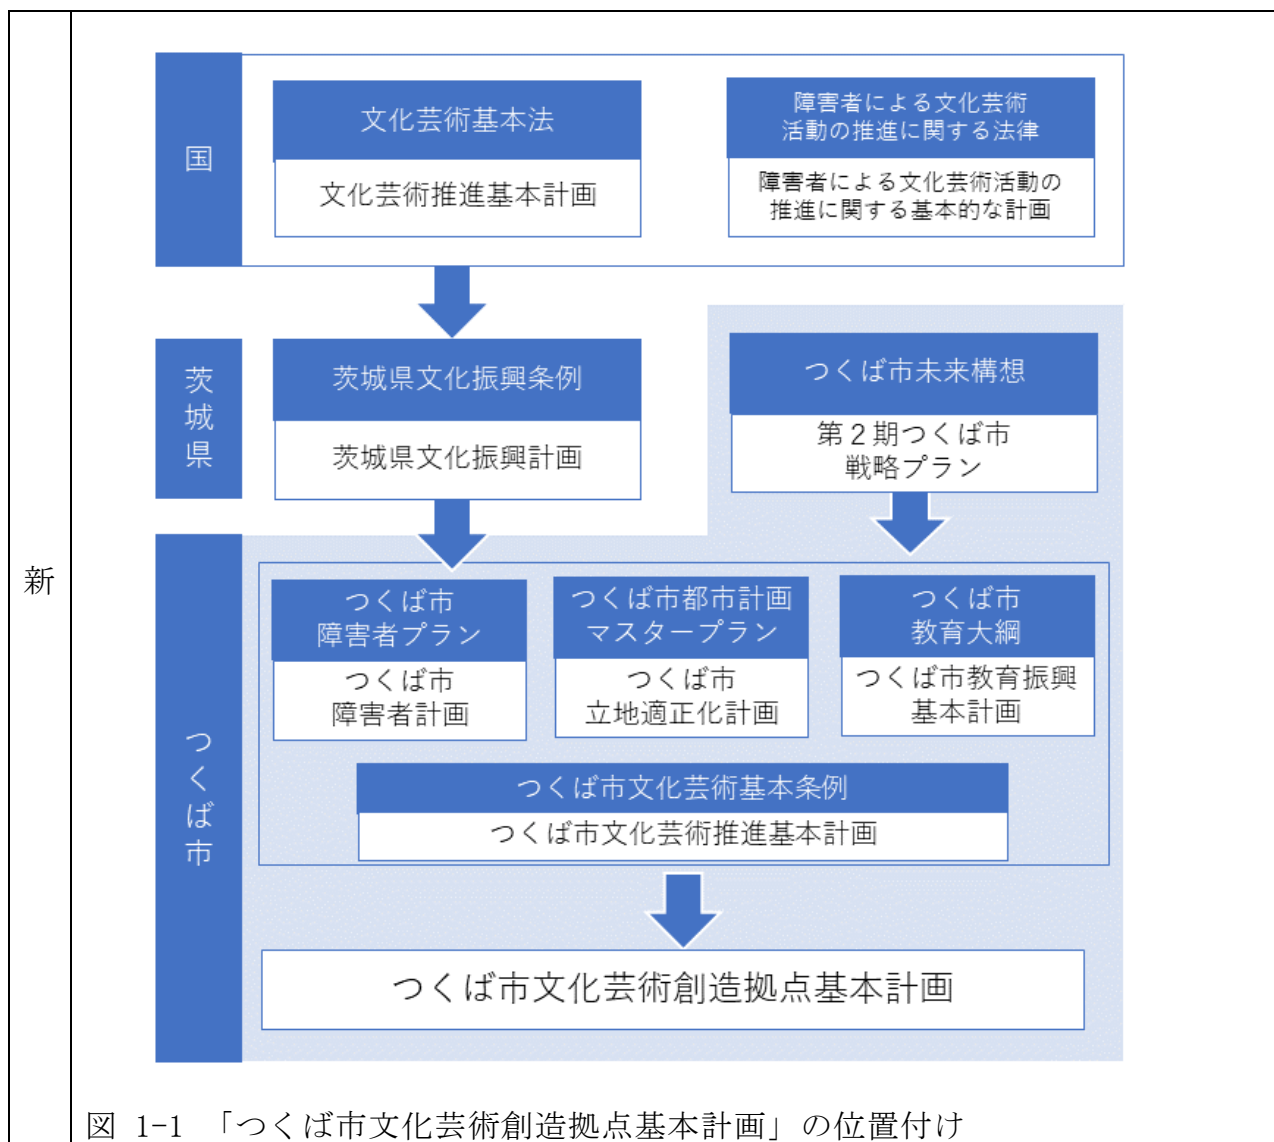 新
国
文化芸術基本法
文化芸術推進基本計画
障害者による文化芸術
活動の推進に関する法律
障害者による文化芸術活動の
推進に関する基本的な計画
茨城県
茨城県文化振興条例
茨城県文化振興計画
つくば市未来構想
第２期つくば市
戦略プラン
つくば市
つくば市
障害者プラン
つくば市
障害者計画
つくば市都市計画
マスタープラン
つくば市
立地適正化計画
つくば市
教育大綱
つくば市教育振興
基本計画
つくば市文化芸術基本条例
つくば市文化芸術推進基本計画
つくば市文化芸術創造拠点基本計画
図 1-1 「つくば市文化芸術創造拠点基本計画」の位置付け